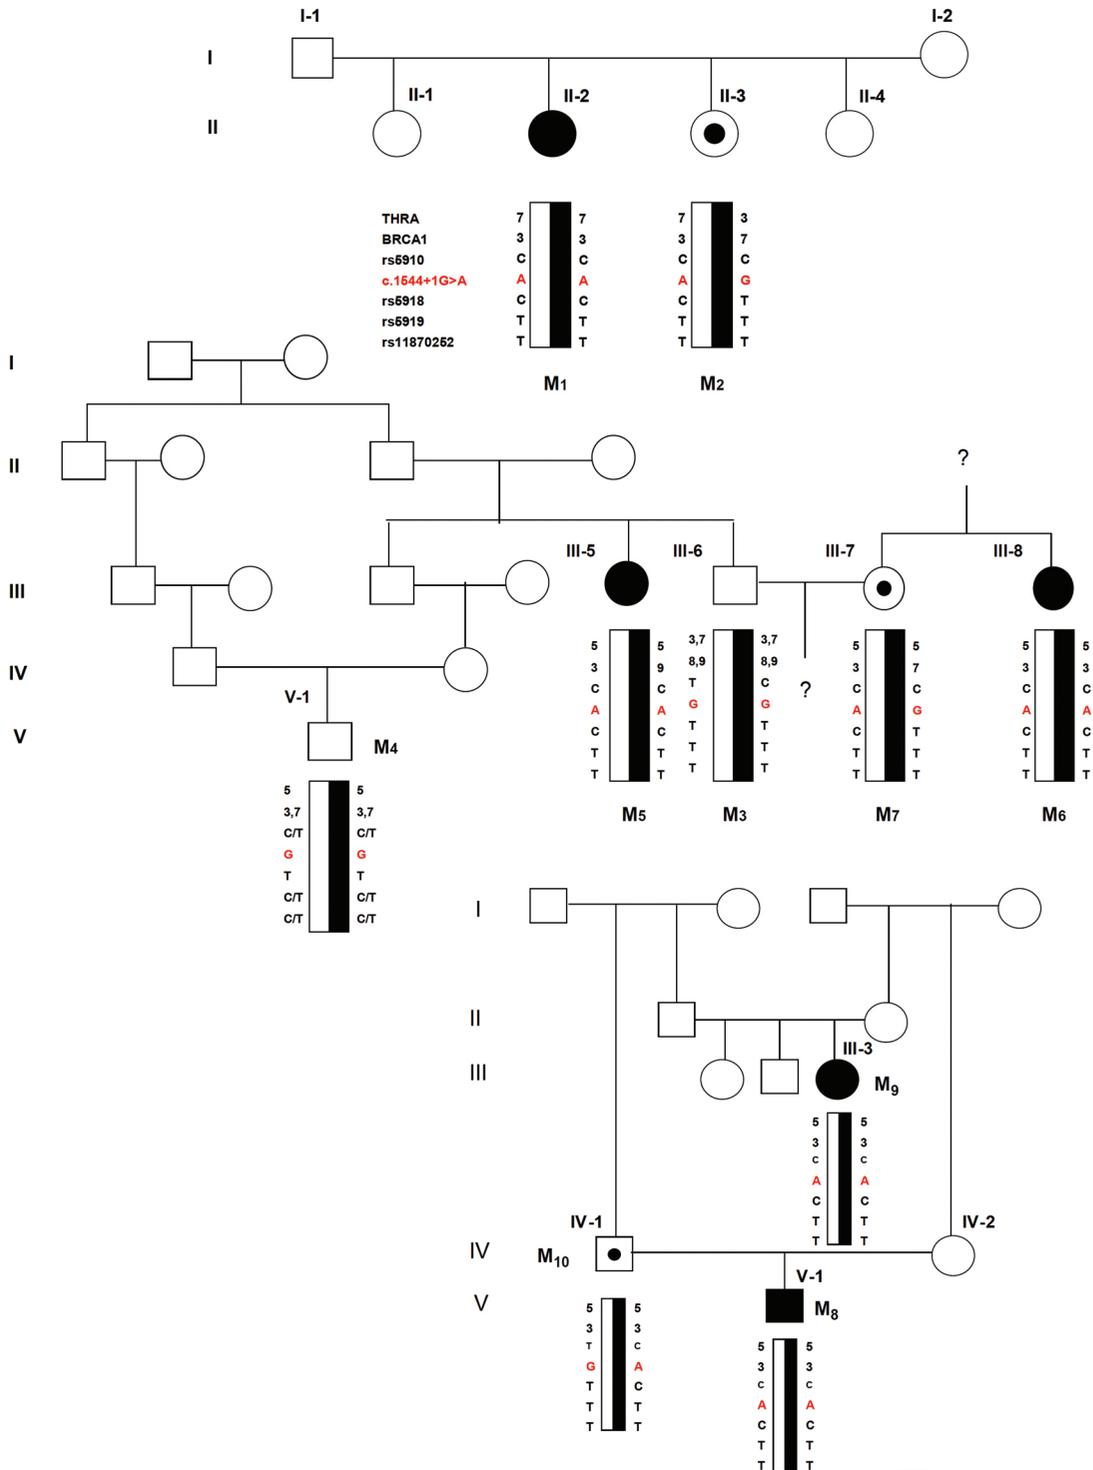 I-1
I-2
I
II-1
II-2
II-3
II-4
II
THRA 7 7 7 3
BRCA1 3 3 3 7
rs5910 C C C C
c.1544+1G>A A A A G
rs5918 C C C T
rs5919 T T T T
rs11870252 T T T T
M1
M2
I
II
?
III-5
III-6
III-7
III-8
III
5 5 3,7 3,7 5 5 5 5
3 9 8,9 8,9 3 7 3 3
C C T C C C C C
A A G G A G A A
C C T T C T C C
T T T T T T T T
T T T T T T T T
IV
?
V-1
V
M4
M5
M3
M7
M6
5 5
3,7 3,7
C/T C/T
G G
T T
C/T C/T
C/T C/T
I
II
III-3
III
M9
5 5
3 3
C C
A A
C C
T T
T T
IV-1
IV-2
IV
M10
V-1
V
M8
5 5
3 3
T C
G A
T C
T T
T T
5 5
3 3
C C
A A
C C
T T
T T